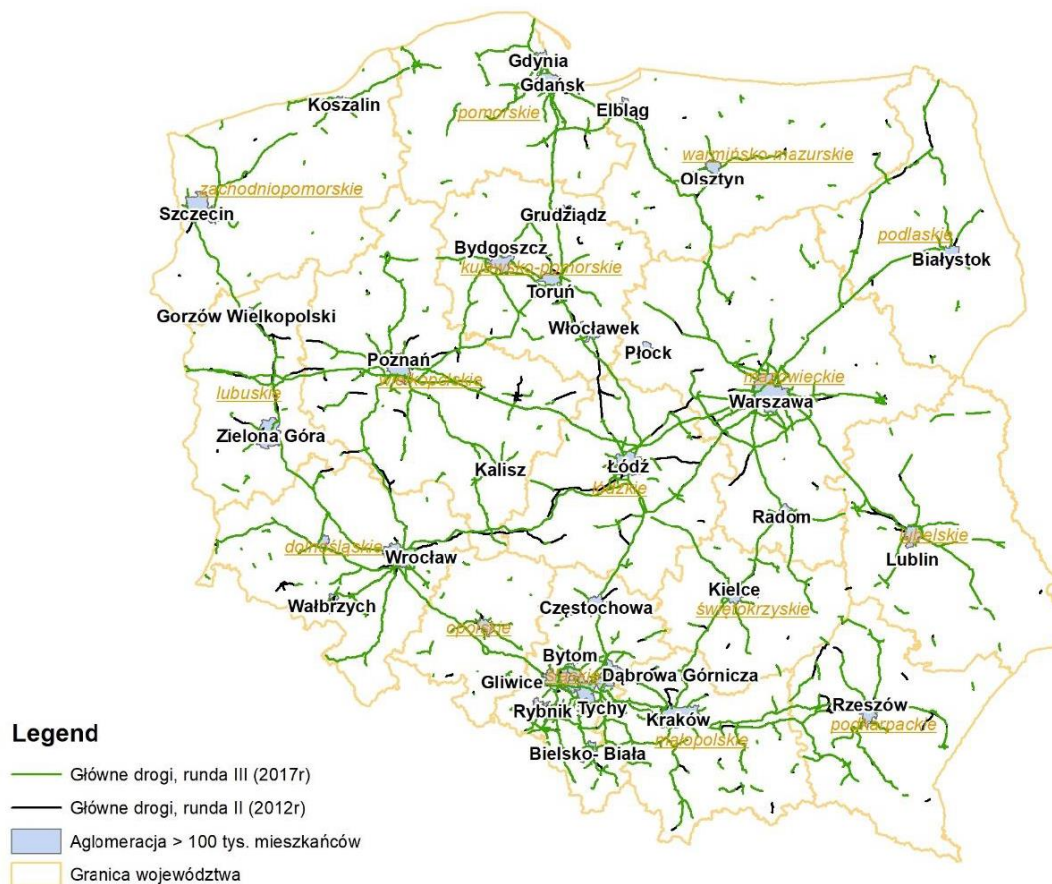 Gdynia
Gdańsk
Koszalin
pomorskie
Elbląg
warmińsko-mazurskie
Olsztyn
zachodniopomorskie
Szczecin
Grudziądz
Bydgoszcz
kujawsko-pomorskie
Toruń
podlaskie
Białystok
Gorzów Wielkopolski
Włocławek
Płock
Poznań
wielkopolskie
mazowieckie
Warszawa
lubuskie
Zielona Góra
Kalisz
Łódź
łódzkie
Radom
lubelskie
Lublin
dolnośląskie
Wrocław
Wałbrzych
Kielce
świętokrzyskie
Częstochowa
opolskie
Bytom
Gliwice
śląskie
Dąbrowa Górnicza
Rybnik
Tychy
Kraków
małopolskie
Rzeszów
podkarpackie
Bielsko- Biała
Legend
Główne drogi, runda III (2017r)
Główne drogi, runda II (2012r)
Aglomeracja > 100 tys. mieszkańców
Granica województwa